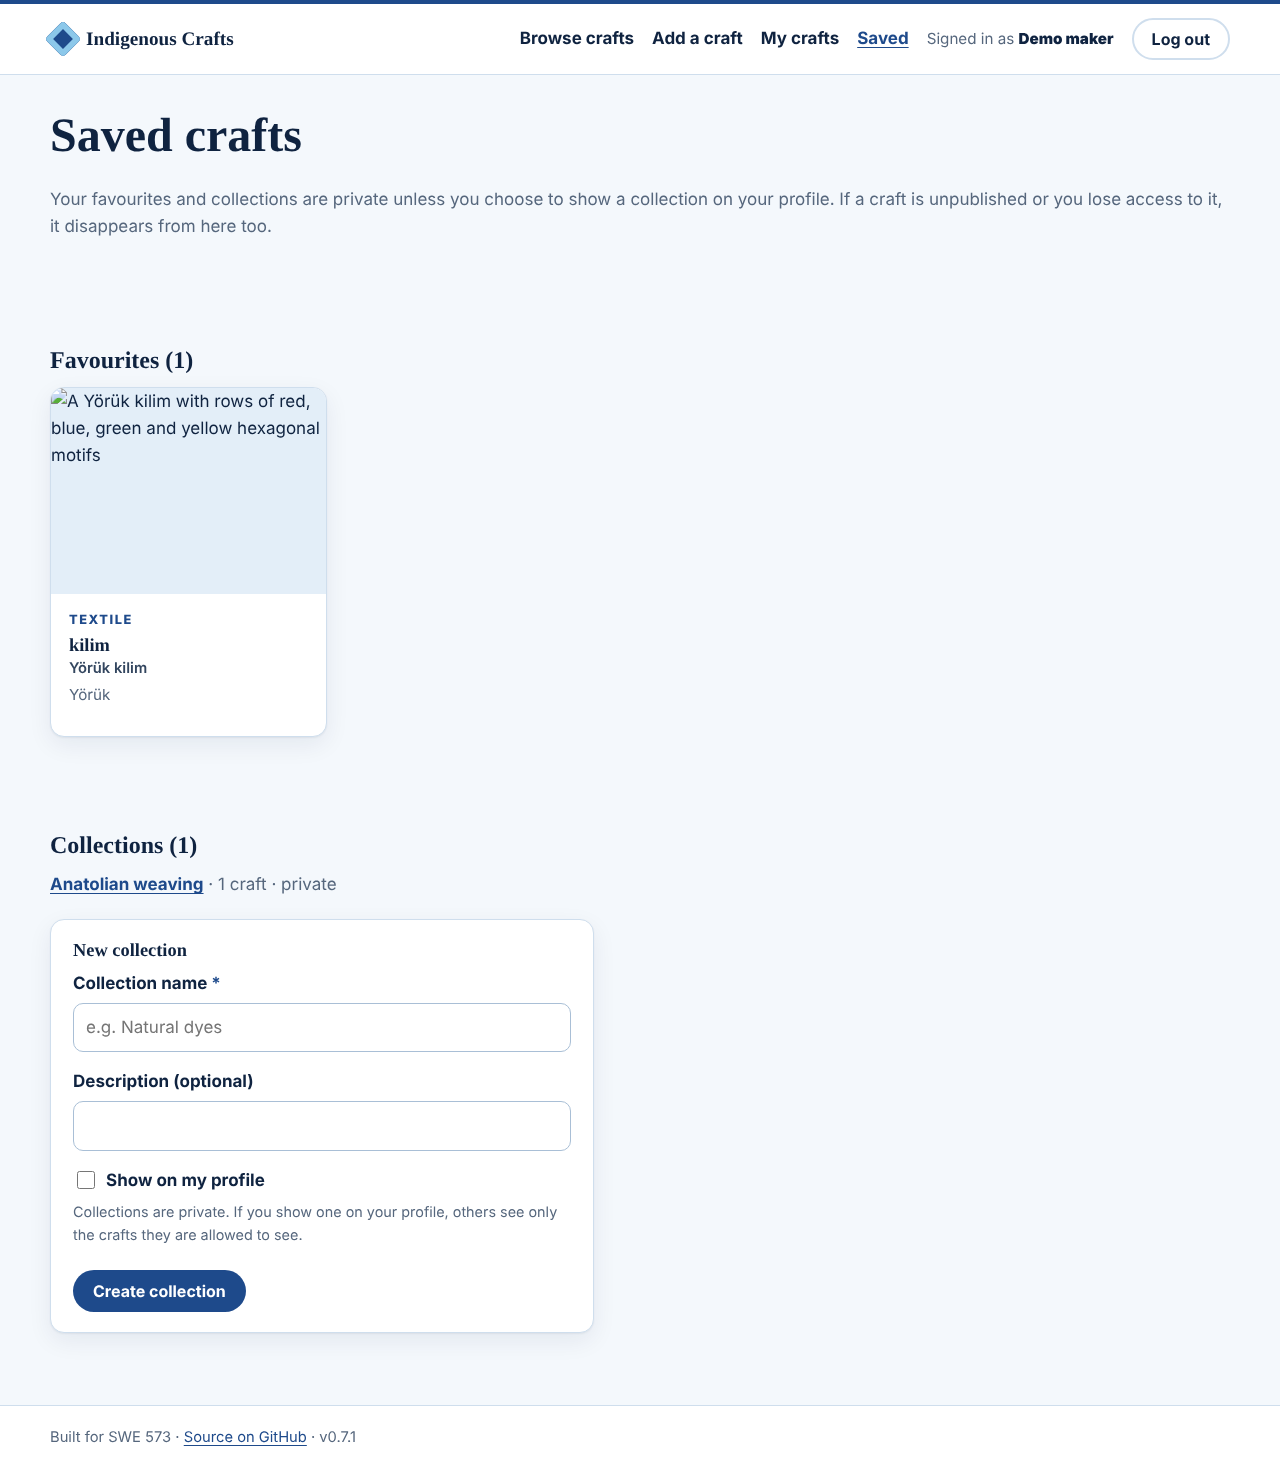 Indigenous Crafts
Browse crafts Add a craft My crafts Saved Signed in as Demo maker Log out
Saved crafts
Your favourites and collections are private unless you choose to show a collection on your profile. If a craft is unpublished or you lose access to it,
it disappears from here too.
Favourites (1)
A Yörük kilim with rows of red,
blue, green and yellow hexagonal
motifs
TEXTILE
kilim
Yörük kilim
Yörük
Collections (1)
Anatolian weaving · 1 craft · private
New collection
Collection name *
e.g. Natural dyes
Description (optional)
Show on my profile
Collections are private. If you show one on your profile, others see only
the crafts they are allowed to see.
Create collection
Built for SWE 573 · Source on GitHub · v0.7.1